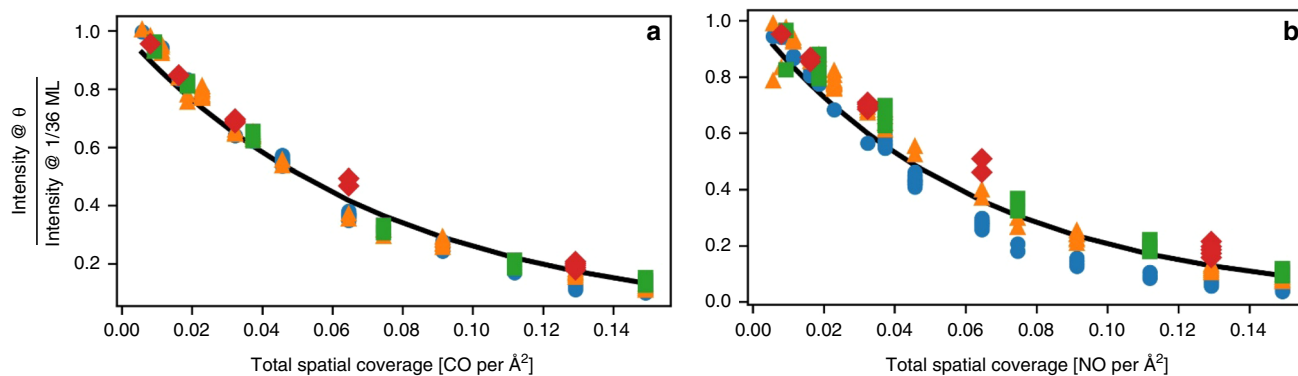 a
b
1.0
0.8
0.6
0.4
0.2
Intensity @ θ
Intensity @ 1/36 ML
0.00 0.02 0.04 0.06 0.08 0.10 0.12 0.14
Total spatial coverage [CO per Å²]
1.0
0.8
0.6
0.4
0.2
0.0
0.00 0.02 0.04 0.06 0.08 0.10 0.12 0.14
Total spatial coverage [NO per Å²]